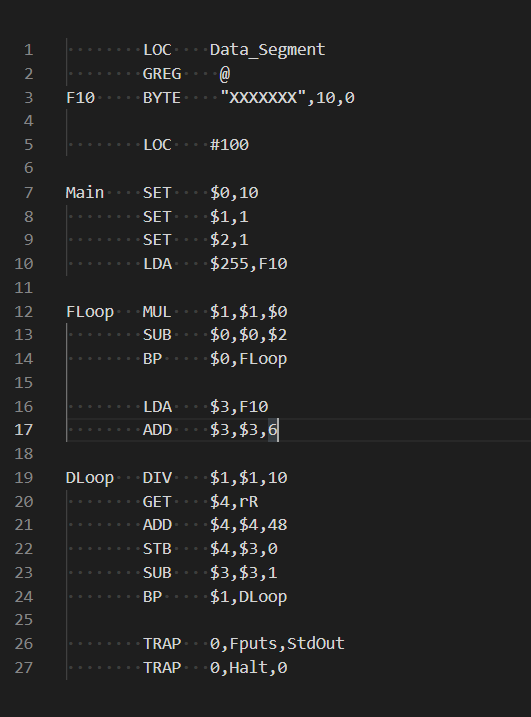 1 LOC Data_Segment
2 GREG @
3 F10 BYTE "XXXXXXX",10,0
4
5 LOC #100
6
7 Main SET $0,10
8 SET $1,1
9 SET $2,1
10 LDA $255,F10
11
12 FLoop MUL $1,$1,$0
13 SUB $0,$0,$2
14 BP $0,FLoop
15
16 LDA $3,F10
17 ADD $3,$3,6
18
19 DLoop DIV $1,$1,10
20 GET $4,rR
21 ADD $4,$4,48
22 STB $4,$3,0
23 SUB $3,$3,1
24 BP $1,DLoop
25
26 TRAP 0,Fputs,StdOut
27 TRAP 0,Halt,0